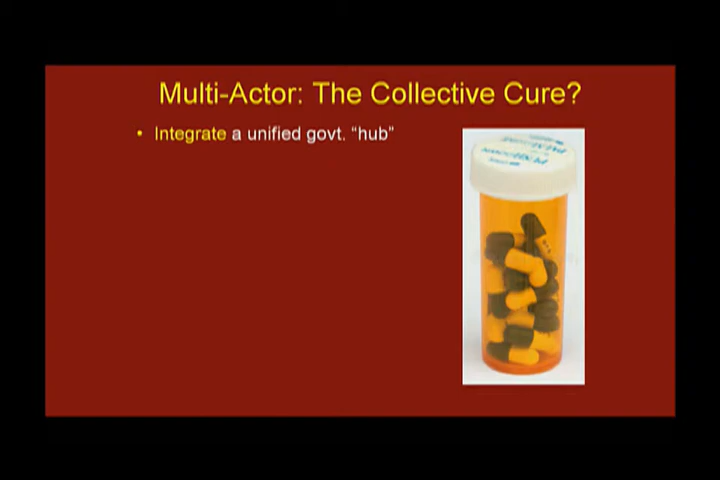 Multi-Actor: The Collective Cure?
• Integrate a unified govt. “hub”